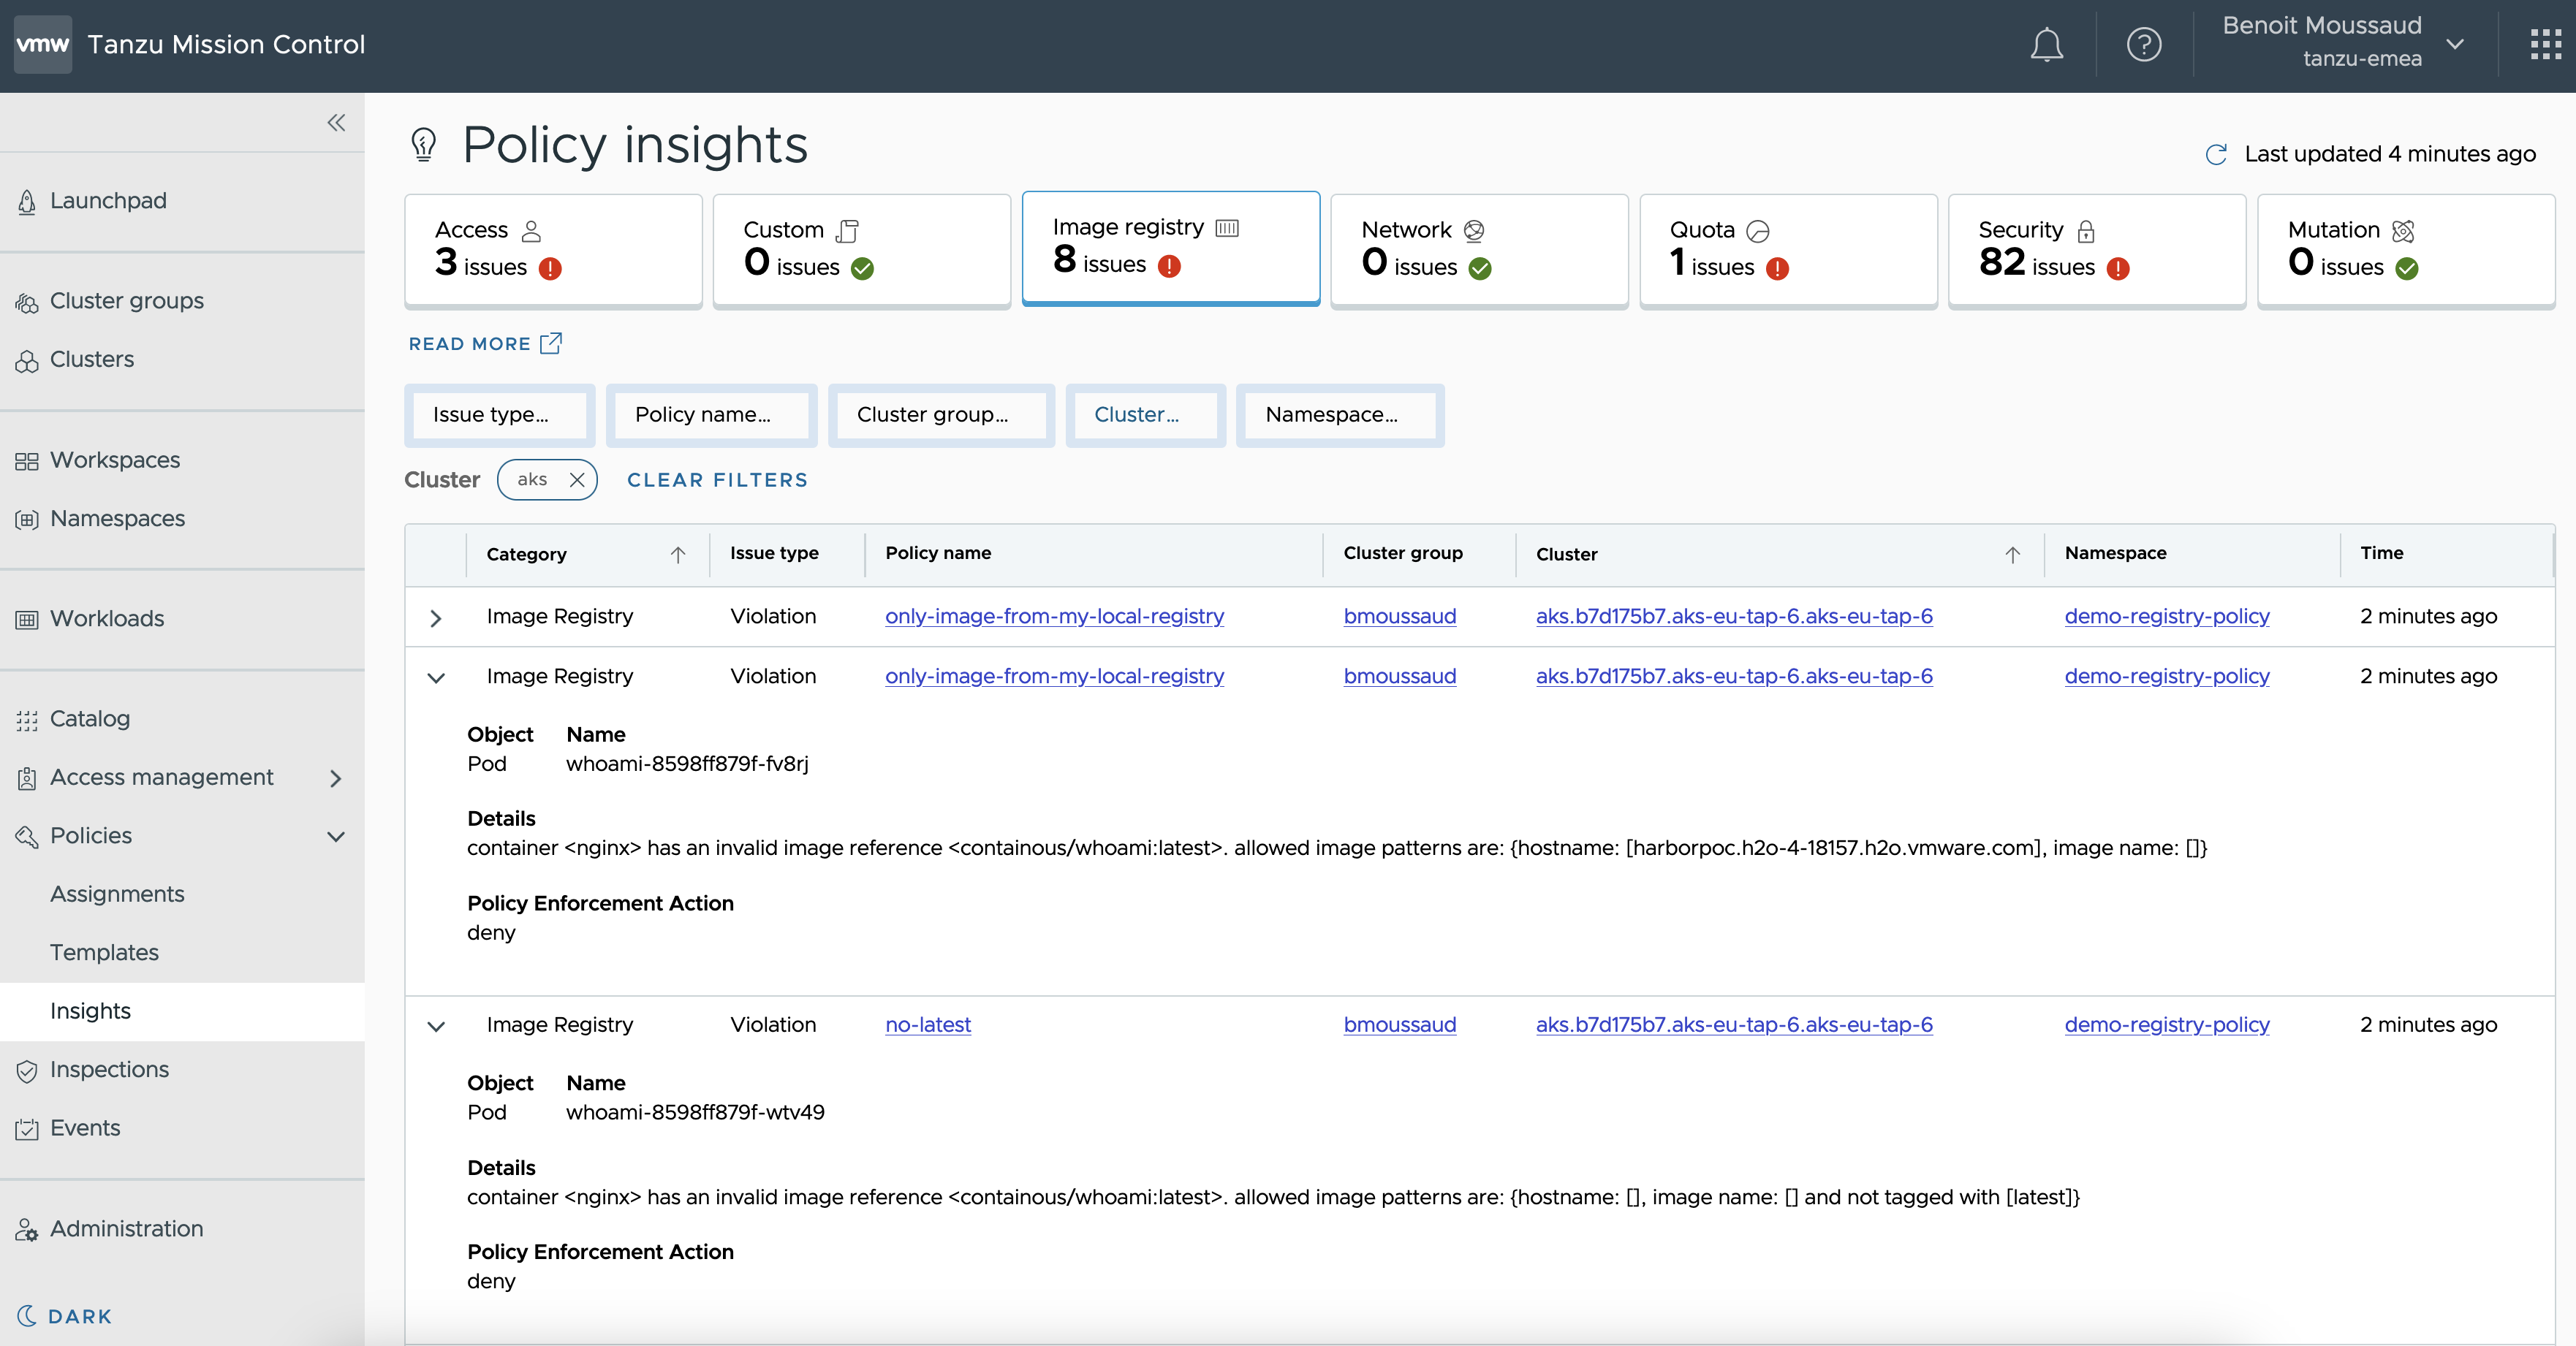 vmw Tanzu Mission Control
Benoit Moussaud
tanzu-emea
Launchpad
Cluster groups
Clusters
Workspaces
Namespaces
Workloads
Catalog
Access management
Policies
Assignments
Templates
Insights
Inspections
Events
Administration
DARK
Policy insights
Last updated 4 minutes ago
Access
3 issues
Custom
0 issues
Image registry
8 issues
Network
0 issues
Quota
1 issues
Security
82 issues
Mutation
0 issues
READ MORE
Issue type... Policy name... Cluster group... Cluster... Namespace...
Cluster aks CLEAR FILTERS
Category Issue type Policy name Cluster group Cluster Namespace Time
Image Registry Violation only-image-from-my-local-registry bmoussaud aks.b7d175b7.aks-eu-tap-6.aks-eu-tap-6 demo-registry-policy 2 minutes ago
Image Registry Violation only-image-from-my-local-registry bmoussaud aks.b7d175b7.aks-eu-tap-6.aks-eu-tap-6 demo-registry-policy 2 minutes ago
Object Name
Pod whoami-8598ff879f-fv8rj
Details
container <nginx> has an invalid image reference <containous/whoami:latest>. allowed image patterns are: {hostname: [harborpoc.h2o-4-18157.h2o.vmware.com], image name: []}
Policy Enforcement Action
deny
Image Registry Violation no-latest bmoussaud aks.b7d175b7.aks-eu-tap-6.aks-eu-tap-6 demo-registry-policy 2 minutes ago
Object Name
Pod whoami-8598ff879f-wtv49
Details
container <nginx> has an invalid image reference <containous/whoami:latest>. allowed image patterns are: {hostname: [], image name: [] and not tagged with [latest]}
Policy Enforcement Action
deny